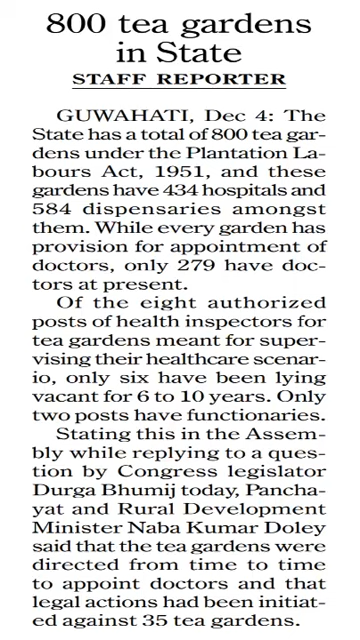 800 tea gardens
in State
STAFF REPORTER
GUWAHATI, Dec 4: The
State has a total of 800 tea gar-
dens under the Plantation La-
bours Act, 1951, and these
gardens have 434 hospitals and
584 dispensaries amongst
them. While every garden has
provision for appointment of
doctors, only 279 have doc-
tors at present.
Of the eight authorized
posts of health inspectors for
tea gardens meant for super-
vising their healthcare scenar-
io, only six have been lying
vacant for 6 to 10 years. Only
two posts have functionaries.
Stating this in the Assem-
bly while replying to a ques-
tion by Congress legislator
Durga Bhumij today, Pancha-
yat and Rural Development
Minister Naba Kumar Doley
said that the tea gardens were
directed from time to time
to appoint doctors and that
legal actions had been initiat-
ed against 35 tea gardens.